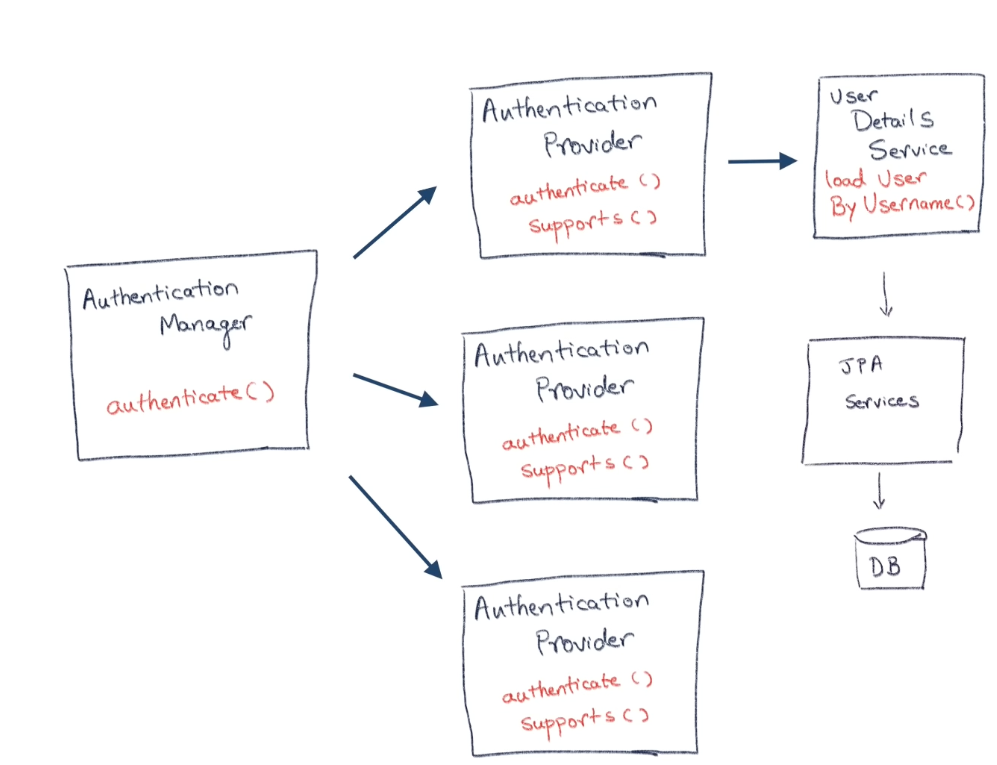 Authentication
Manager
authenticate()
Authentication
Provider
authenticate ()
supports()
Authentication
Provider
authenticate ()
supports()
Authentication
Provider
authenticate ()
supports()
User
Details
Service
load User
By Username()
JPA
Services
DB